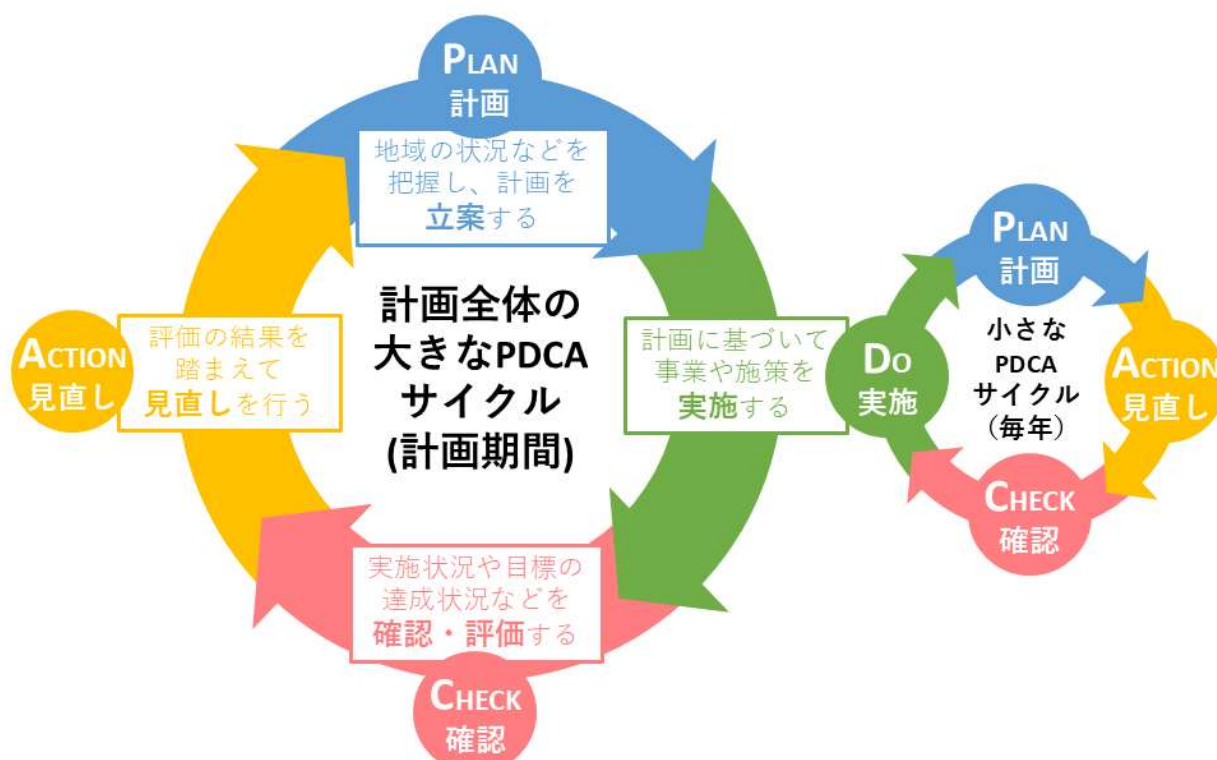 PLAN
計画
地域の状況などを
把握し、計画を
立案する
計画全体の
大きなPDCA
サイクル
(計画期間)
ACTION
見直し
評価の結果を
踏まえて
見直しを行う
計画に基づいて
事業や施策を
実施する
実施状況や目標の
達成状況などを
確認・評価する
CHECK
確認
PLAN
計画
DO
実施
小さな
PDCA
サイクル
（毎年）
ACTION
見直し
CHECK
確認